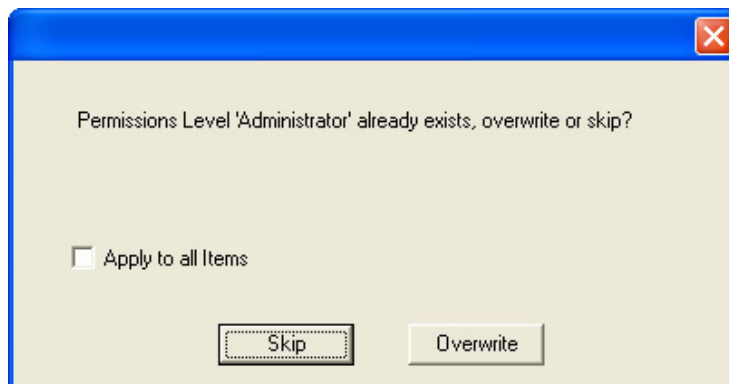 Permissions Level 'Administrator' already exists, overwrite or skip?
Apply to all Items
Skip
Overwrite